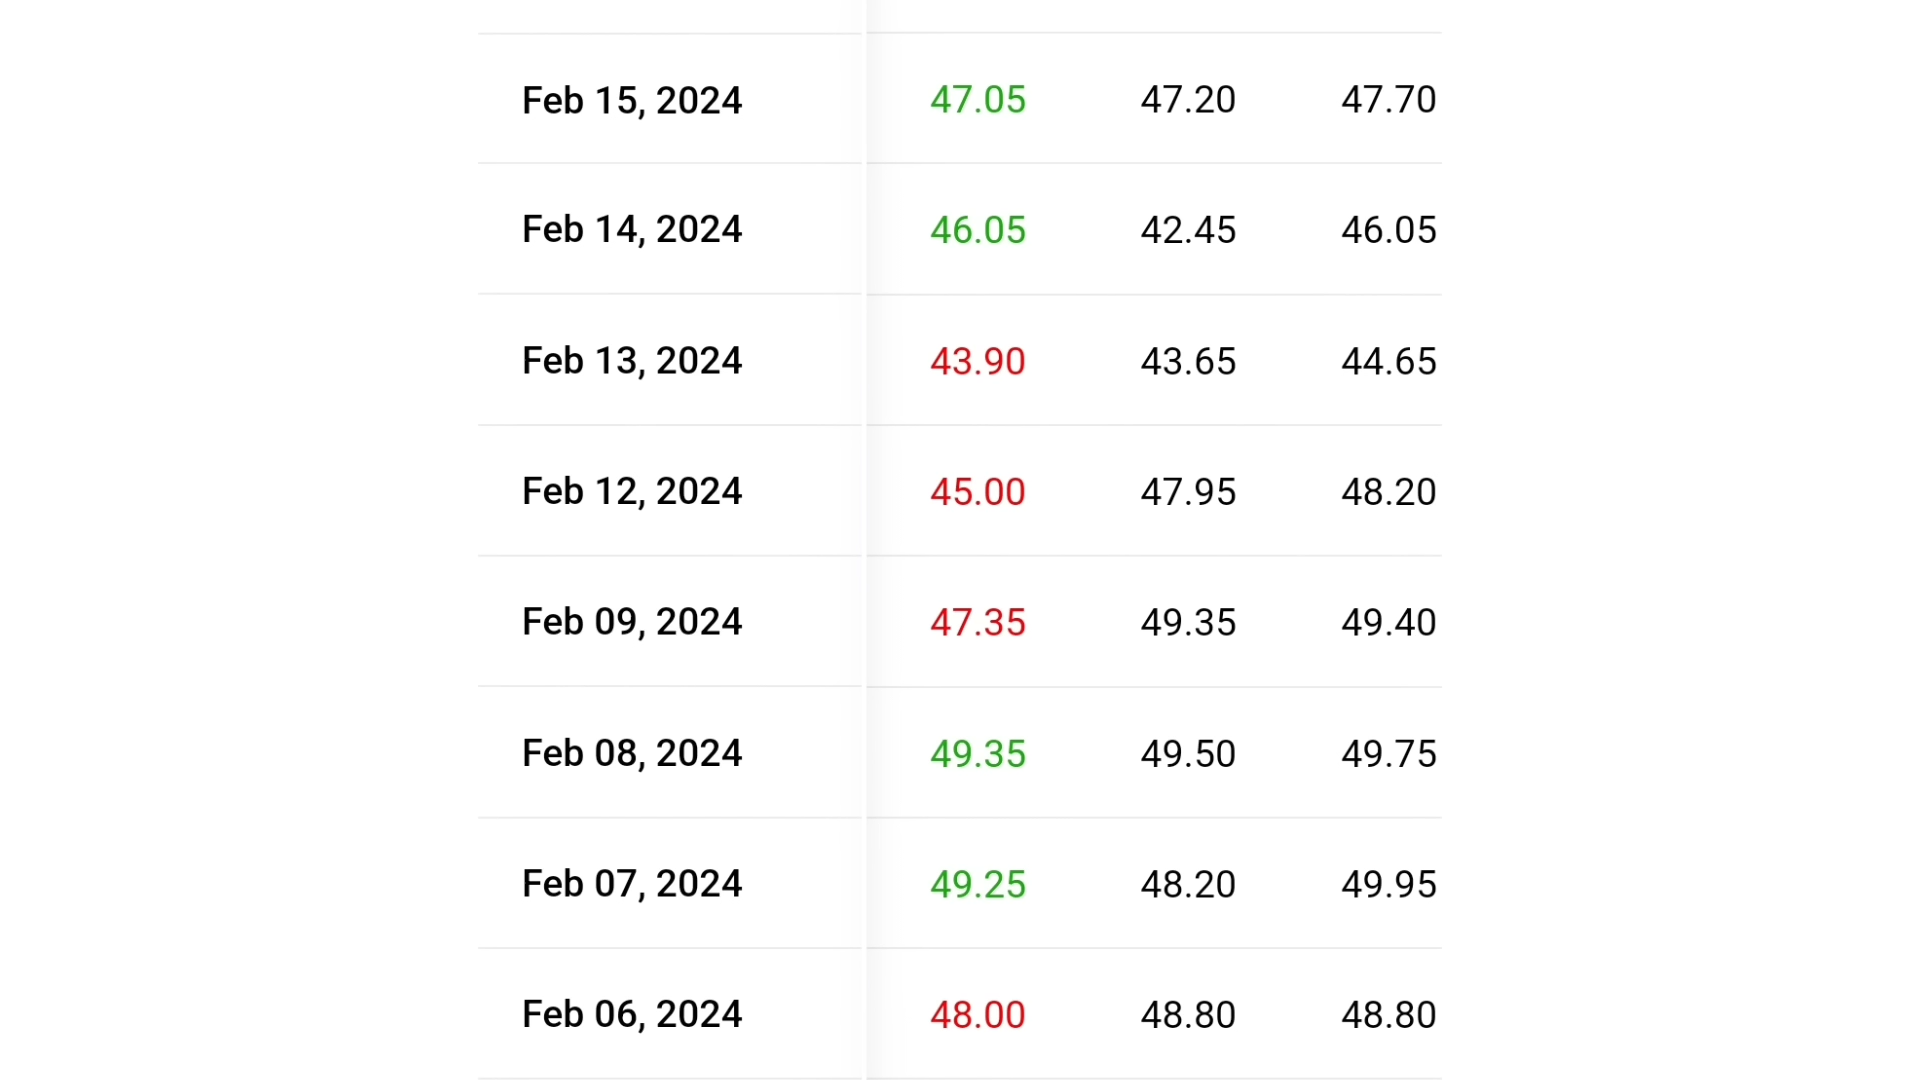 Feb 15, 2024 47.05 47.20 47.70
Feb 14, 2024 46.05 42.45 46.05
Feb 13, 2024 43.90 43.65 44.65
Feb 12, 2024 45.00 47.95 48.20
Feb 09, 2024 47.35 49.35 49.40
Feb 08, 2024 49.35 49.50 49.75
Feb 07, 2024 49.25 48.20 49.95
Feb 06, 2024 48.00 48.80 48.80